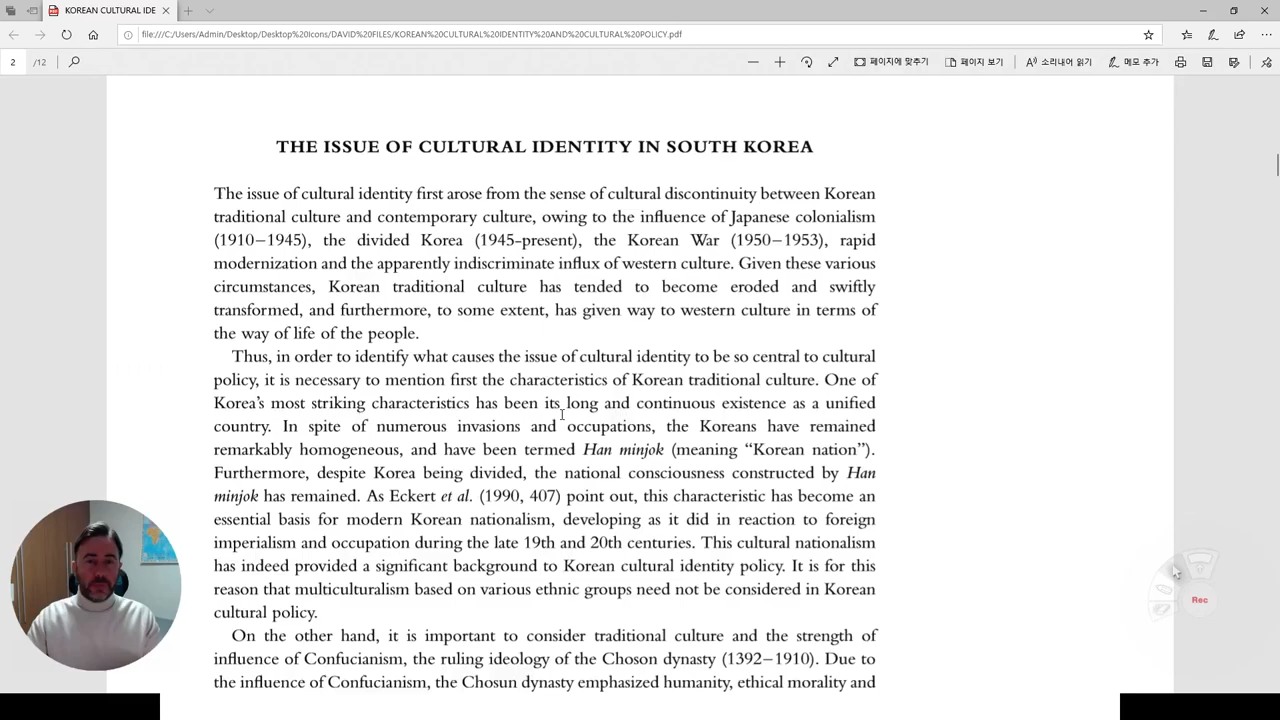 KOREAN CULTURAL IDE
file:///C:/Users/Admin/Desktop/Desktop%20Icons/DAVID%20FILES/KOREAN%20CULTURAL%20IDENTITY%20AND%20CULTURAL%20POLICY.pdf
2 /12 페이지에 맞추기 페이지 보기 소리내어 읽기 메모 추가
THE ISSUE OF CULTURAL IDENTITY IN SOUTH KOREA
The issue of cultural identity first arose from the sense of cultural discontinuity between Korean
traditional culture and contemporary culture, owing to the influence of Japanese colonialism
(1910–1945), the divided Korea (1945-present), the Korean War (1950–1953), rapid
modernization and the apparently indiscriminate influx of western culture. Given these various
circumstances, Korean traditional culture has tended to become eroded and swiftly
transformed, and furthermore, to some extent, has given way to western culture in terms of
the way of life of the people.
Thus, in order to identify what causes the issue of cultural identity to be so central to cultural
policy, it is necessary to mention first the characteristics of Korean traditional culture. One of
Korea's most striking characteristics has been its long and continuous existence as a unified
country. In spite of numerous invasions and occupations, the Koreans have remained
remarkably homogeneous, and have been termed Han minjok (meaning "Korean nation").
Furthermore, despite Korea being divided, the national consciousness constructed by Han
minjok has remained. As Eckert et al. (1990, 407) point out, this characteristic has become an
essential basis for modern Korean nationalism, developing as it did in reaction to foreign
imperialism and occupation during the late 19th and 20th centuries. This cultural nationalism
has indeed provided a significant background to Korean cultural identity policy. It is for this
reason that multiculturalism based on various ethnic groups need not be considered in Korean
cultural policy.
On the other hand, it is important to consider traditional culture and the strength of
influence of Confucianism, the ruling ideology of the Choson dynasty (1392–1910). Due to
the influence of Confucianism, the Chosun dynasty emphasized humanity, ethical morality and
Rec